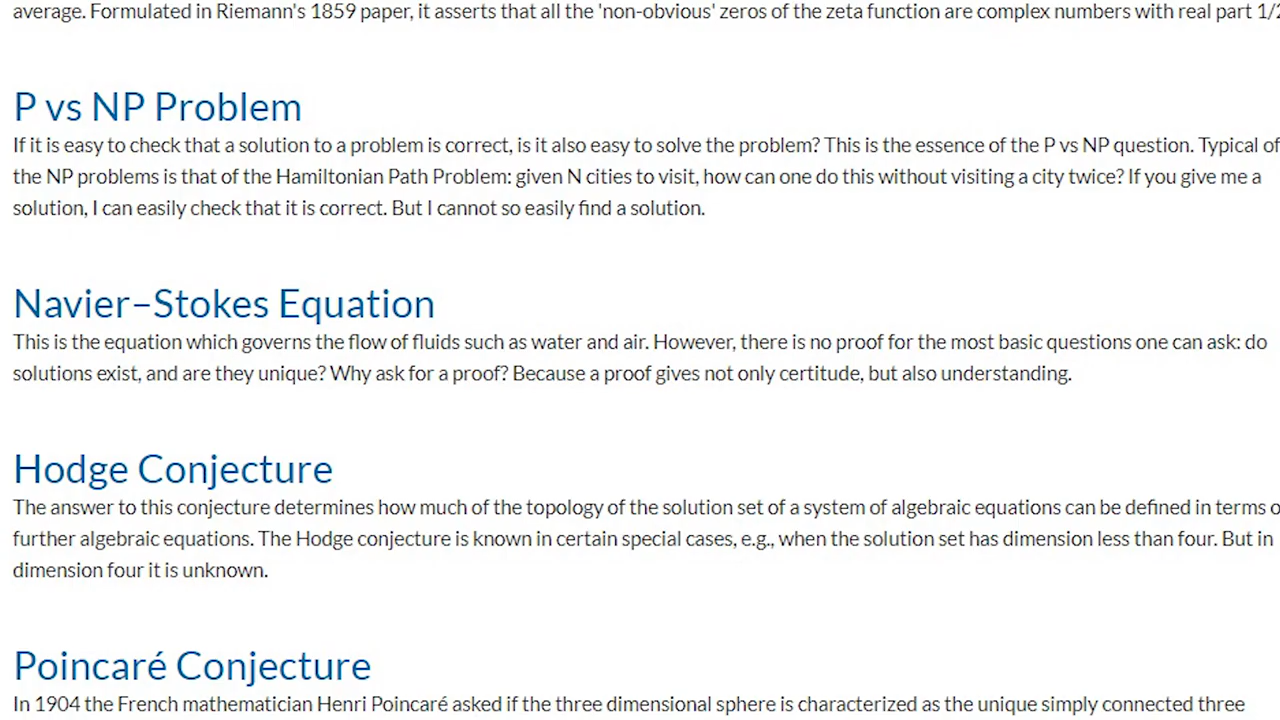 average. Formulated in Riemann's 1859 paper, it asserts that all the 'non-obvious' zeros of the zeta function are complex numbers with real part 1/2
P vs NP Problem
If it is easy to check that a solution to a problem is correct, is it also easy to solve the problem? This is the essence of the P vs NP question. Typical of
the NP problems is that of the Hamiltonian Path Problem: given N cities to visit, how can one do this without visiting a city twice? If you give me a
solution, I can easily check that it is correct. But I cannot so easily find a solution.
Navier–Stokes Equation
This is the equation which governs the flow of fluids such as water and air. However, there is no proof for the most basic questions one can ask: do
solutions exist, and are they unique? Why ask for a proof? Because a proof gives not only certitude, but also understanding.
Hodge Conjecture
The answer to this conjecture determines how much of the topology of the solution set of a system of algebraic equations can be defined in terms o
further algebraic equations. The Hodge conjecture is known in certain special cases, e.g., when the solution set has dimension less than four. But in
dimension four it is unknown.
Poincaré Conjecture
In 1904 the French mathematician Henri Poincaré asked if the three dimensional sphere is characterized as the unique simply connected three